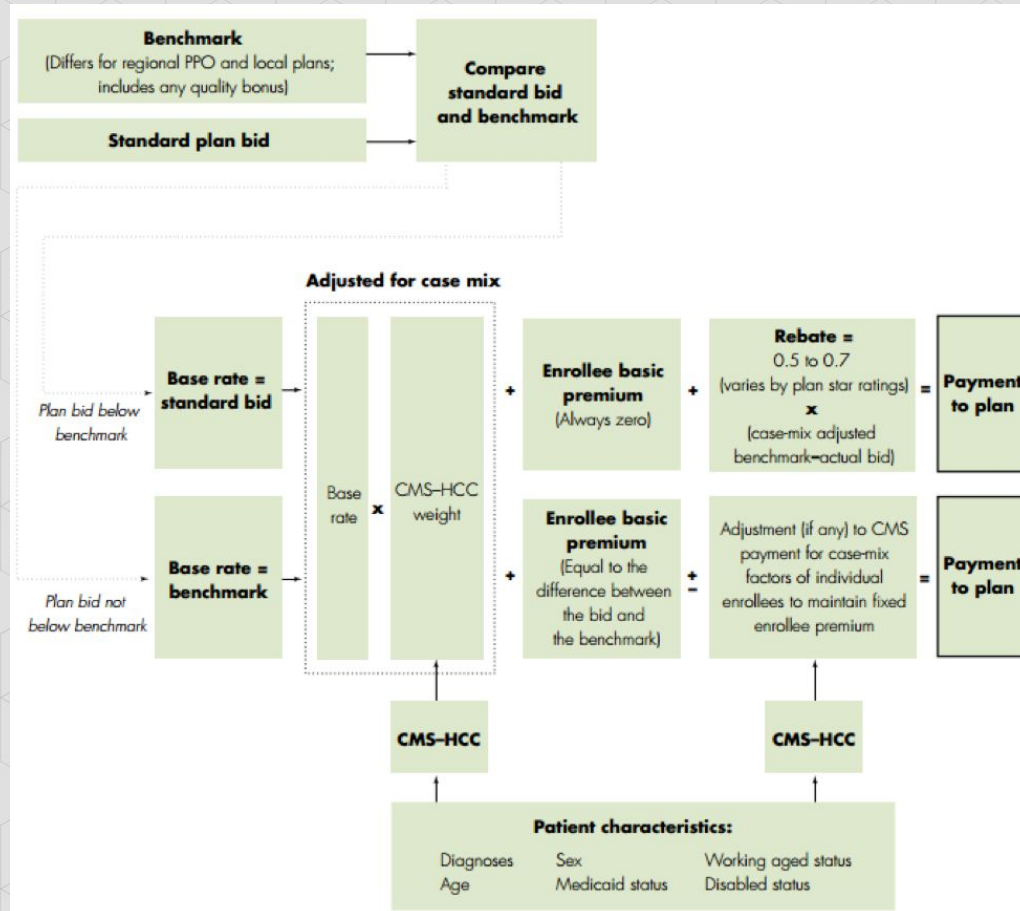 Benchmark
(Differs for regional PPO and local plans;
includes any quality bonus)
Standard plan bid
Compare
standard bid
and benchmark
Adjusted for case mix
Plan bid below
benchmark
Base rate =
standard bid
Plan bid not
below benchmark
Base rate =
benchmark
Base
rate
x
CMS–HCC
weight
+
Enrollee basic
premium
(Always zero)
+
Rebate =
0.5 to 0.7
(varies by plan star ratings)
x
(case-mix adjusted
benchmark–actual bid)
=
Payment
to plan
+
Enrollee basic
premium
(Equal to the
difference between
the bid and
the benchmark)
+
–
Adjustment (if any) to CMS
payment for case-mix
factors of individual
enrollees to maintain fixed
enrollee premium
=
Payment
to plan
CMS–HCC
CMS–HCC
Patient characteristics:
Diagnoses Sex Working aged status
Age Medicaid status Disabled status